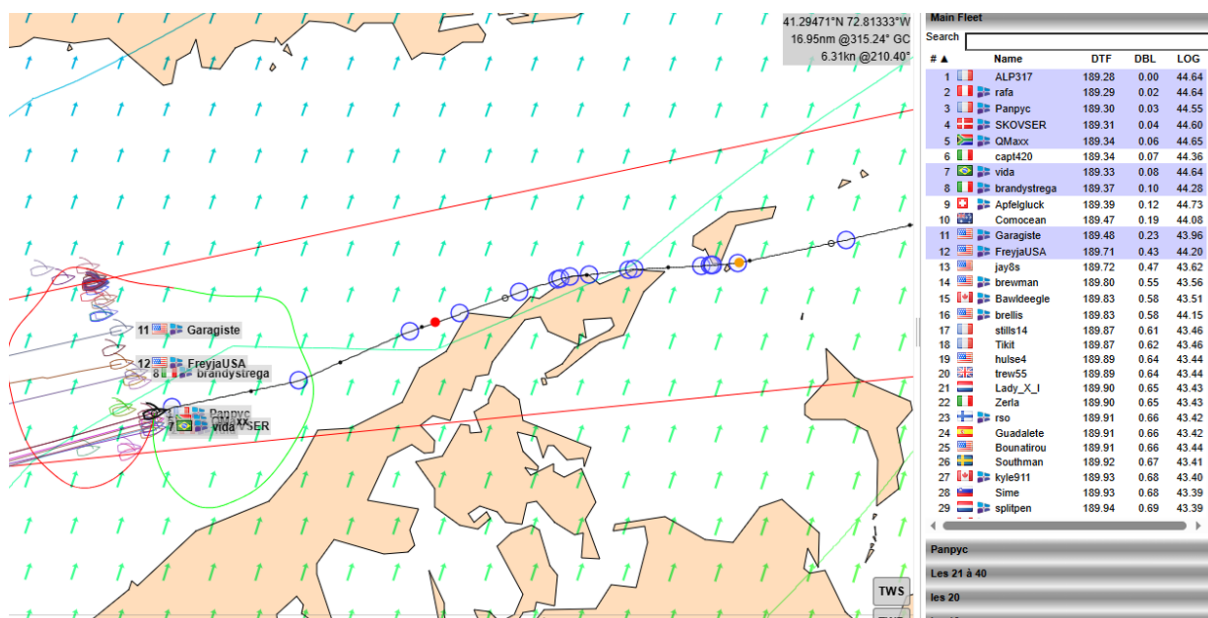 41.29471°N 72.81333°W
16.95nm @315.24° GC
6.31kn @210.40°
11 Garagiste
12 FreyjaUSA
8 brandystrega
Panpyc
7 vida
TWS
Main Fleet
Search
# ▲ Name DTF DBL LOG
1 ALP317 189.28 0.00 44.64
2 rafa 189.29 0.02 44.64
3 Panpyc 189.30 0.03 44.55
4 SKOVSER 189.31 0.04 44.60
5 QMaxx 189.34 0.06 44.65
6 capt420 189.34 0.07 44.36
7 vida 189.33 0.08 44.64
8 brandystrega 189.37 0.10 44.28
9 Apfelgluck 189.39 0.12 44.73
10 Comocean 189.47 0.19 44.08
11 Garagiste 189.48 0.23 43.96
12 FreyjaUSA 189.71 0.43 44.20
13 jay8s 189.72 0.47 43.62
14 brewman 189.80 0.55 43.56
15 Bawldeegle 189.83 0.58 43.51
16 brellis 189.83 0.58 44.15
17 stills14 189.87 0.61 43.46
18 Tikit 189.87 0.62 43.46
19 hulse4 189.89 0.64 43.44
20 trew55 189.89 0.64 43.44
21 Lady_X_I 189.90 0.65 43.43
22 Zerla 189.90 0.65 43.43
23 rso 189.91 0.66 43.42
24 Guadalete 189.91 0.66 43.42
25 Bounatirou 189.91 0.66 43.44
26 Southman 189.92 0.67 43.41
27 kyle911 189.93 0.68 43.40
28 Sime 189.93 0.68 43.39
29 splitpen 189.94 0.69 43.39
Panpyc
Les 21 à 40
les 20